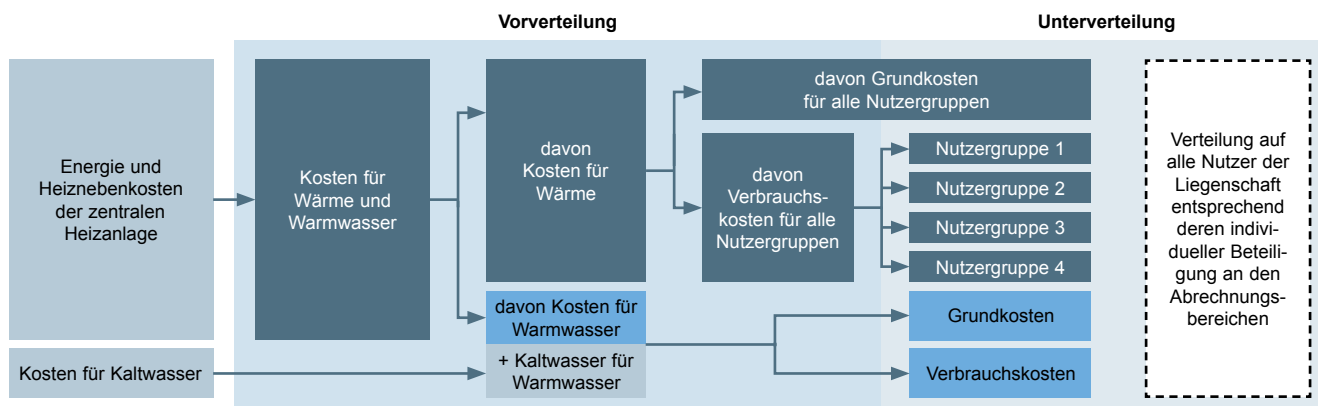 Vorverteilung
Unterverteilung
Energie und
Heiznebenkosten
der zentralen
Heizanlage
Kosten für
Wärme und
Warmwasser
davon
Kosten für
Wärme
davon Grundkosten
für alle Nutzergruppen
davon
Verbrauchs-
kosten für alle
Nutzergruppen
Nutzergruppe 1
Nutzergruppe 2
Nutzergruppe 3
Nutzergruppe 4
davon Kosten für
Warmwasser
+ Kaltwasser für
Warmwasser
Kosten für Kaltwasser
Grundkosten
Verbrauchskosten
Verteilung auf
alle Nutzer der
Liegenschaft
entsprechend
deren indivi-
dueller Beteili-
gung an den
Abrechnungs-
bereichen